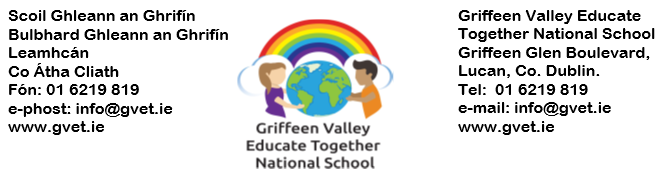 Scoil Ghleann an Ghrifín
Bulbhard Ghleann an Ghrifín
Leamhcán
Co Átha Cliath
Fón: 01 6219 819
e-phost: info@gvet.ie
www.gvet.ie
Griffeen Valley
Educate Together
National School
Griffeen Valley Educate
Together National School
Griffeen Glen Boulevard,
Lucan, Co. Dublin.
Tel: 01 6219 819
e-mail: info@gvet.ie
www.gvet.ie